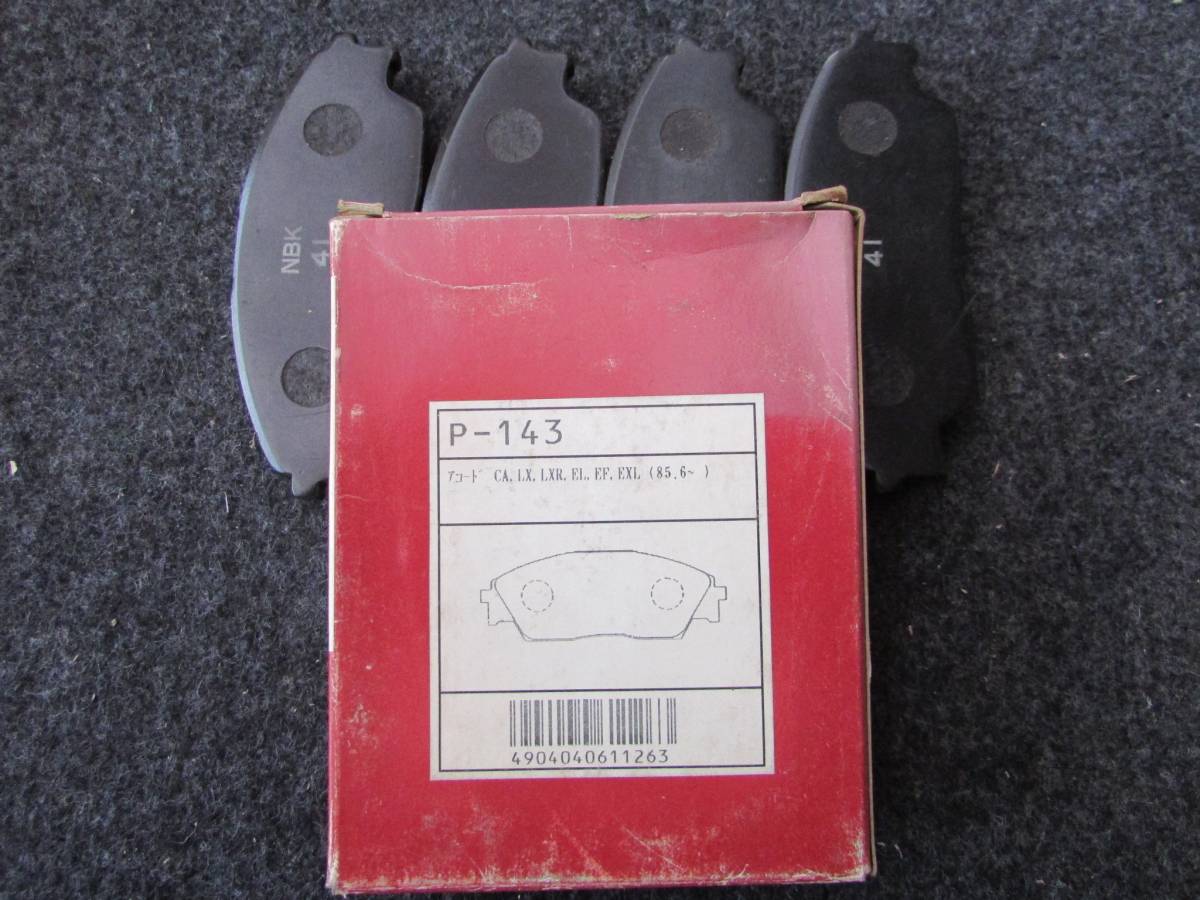 NBK
41
41
P-143
ｱｺｰﾄﾞ CA, LX, LXR, EL, EF, EXL (85.6~ )
4904040611263